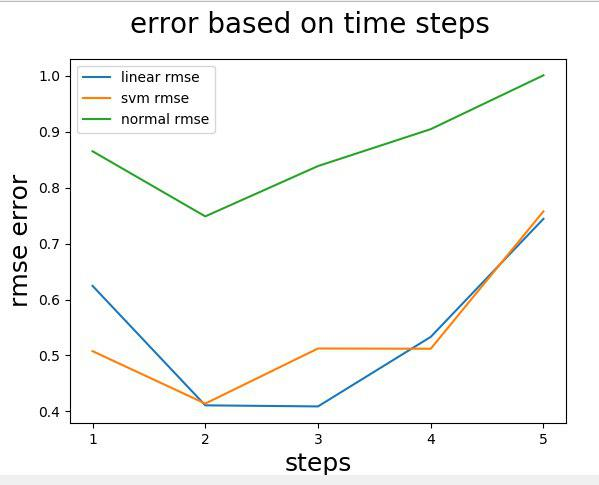 error based on time steps
linear rmse
svm rmse
normal rmse
rmse error
1.0
0.9
0.8
0.7
0.6
0.5
0.4
1 2 3 4 5
steps